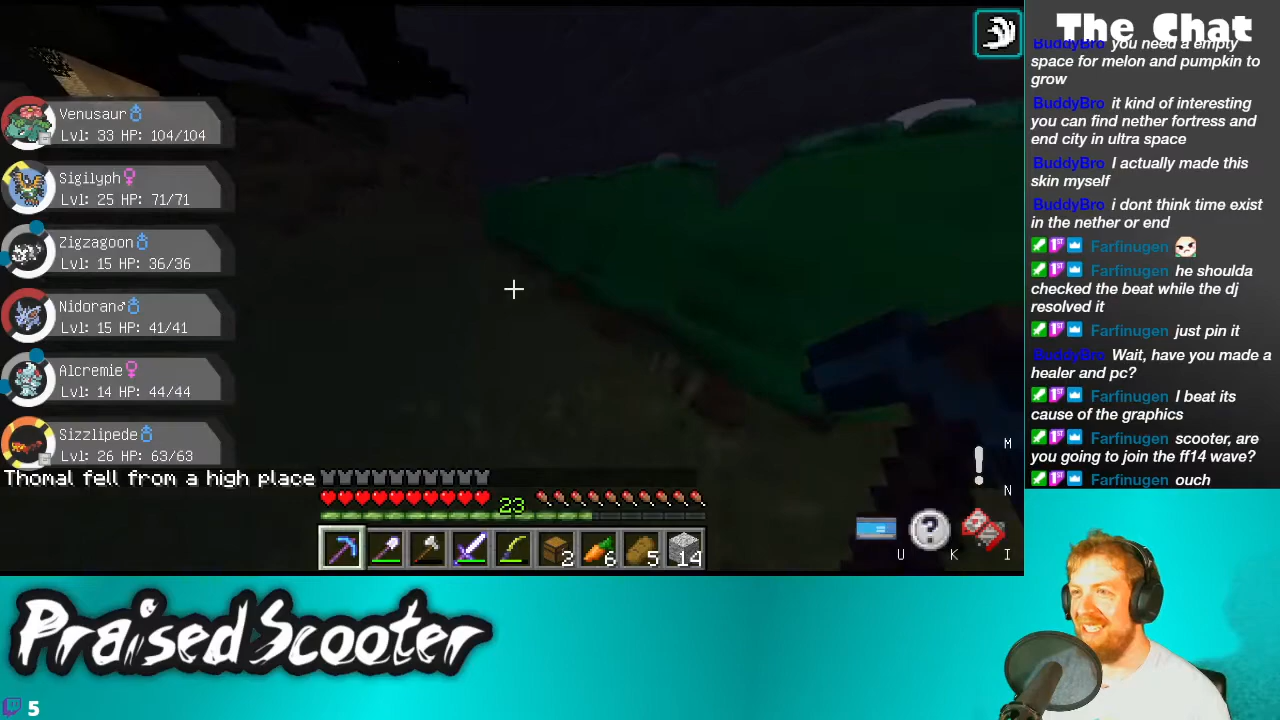 Venusaur
Lvl: 33 HP: 104/104
Sigilyph♀
Lvl: 25 HP: 71/71
Zigzagoon
Lvl: 15 HP: 36/36
Nidoran♂
Lvl: 15 HP: 41/41
Alcremie♀
Lvl: 14 HP: 44/44
Sizzlipede
Lvl: 26 HP: 63/63
Thomal fell from a high place
23
2
6
5
14
M
N
U
K
I
?
The Chat
BuddyBro you need a empty
space for melon and pumpkin to
grow
BuddyBro it kind of interesting
you can find nether fortress and
end city in ultra space
BuddyBro I actually made this
skin myself
BuddyBro i dont think time exist
in the nether or end
1ST Farfinugen
1ST Farfinugen he shoulda
checked the beat while the dj
resolved it
1ST Farfinugen just pin it
BuddyBro Wait, have you made a
healer and pc?
1ST Farfinugen I beat its
cause of the graphics
1ST Farfinugen scooter, are
you going to join the ff14 wave?
1ST Farfinugen ouch
PraisedScooter
5